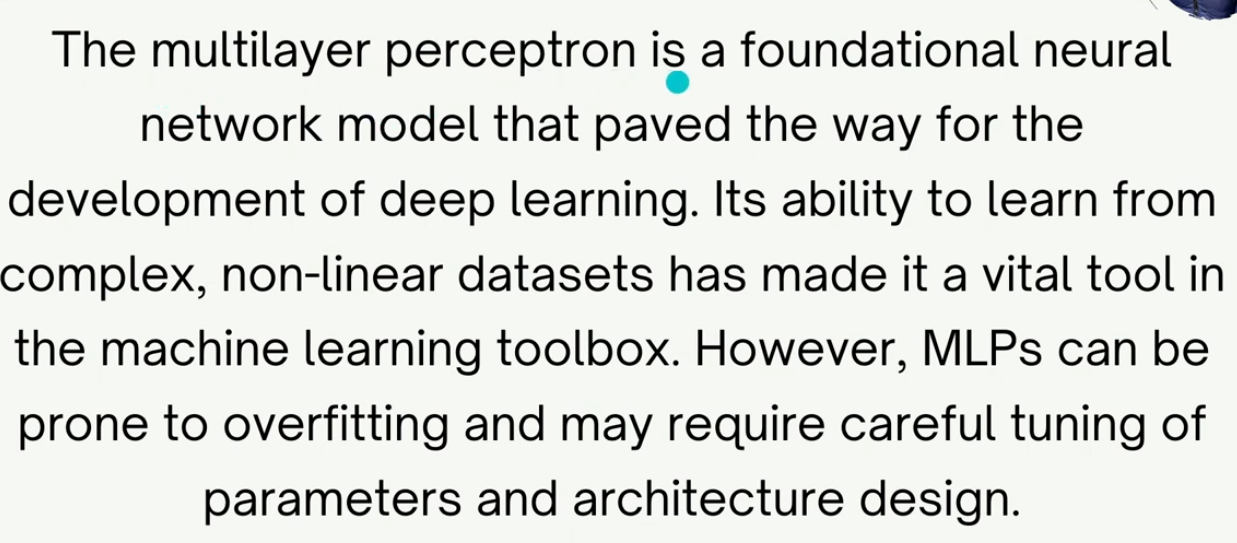 The multilayer perceptron is a foundational neural
network model that paved the way for the
development of deep learning. Its ability to learn from
complex, non-linear datasets has made it a vital tool in
the machine learning toolbox. However, MLPs can be
prone to overfitting and may require careful tuning of
parameters and architecture design.